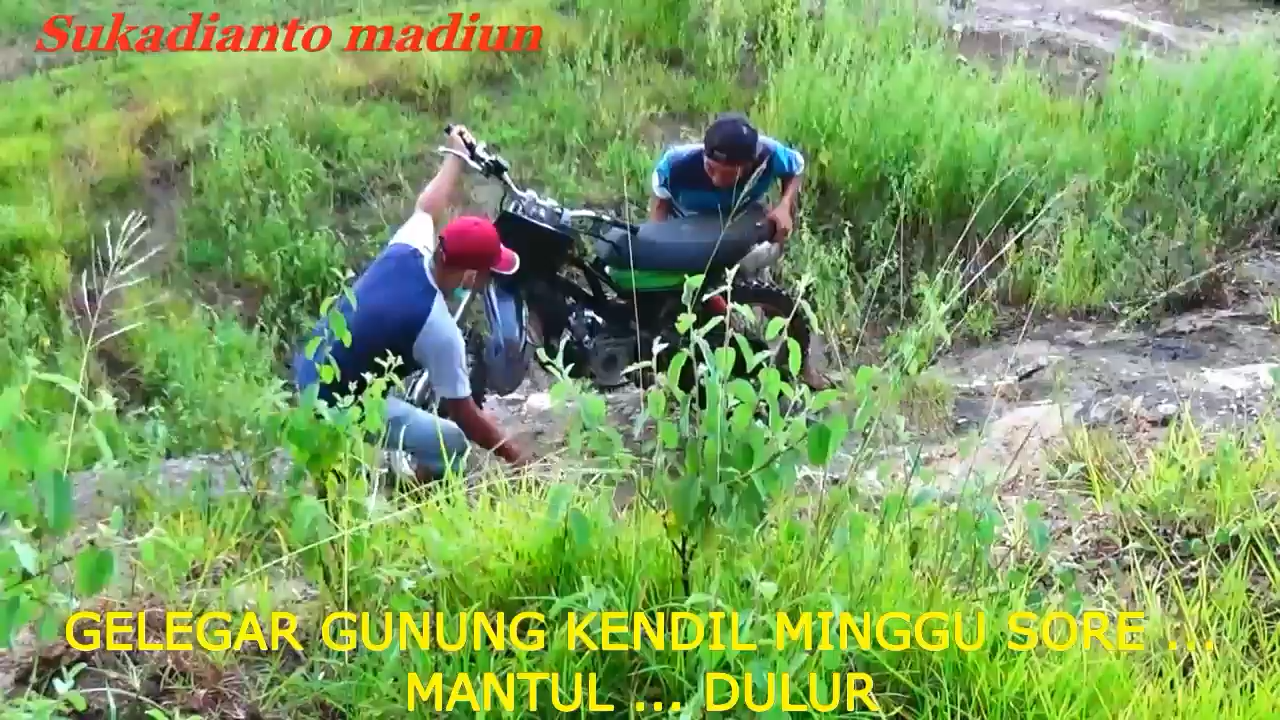 Sukadianto madiun
GELEGAR GUNUNG KENDIL MINGGU SORE ...
MANTUL ... DULUR